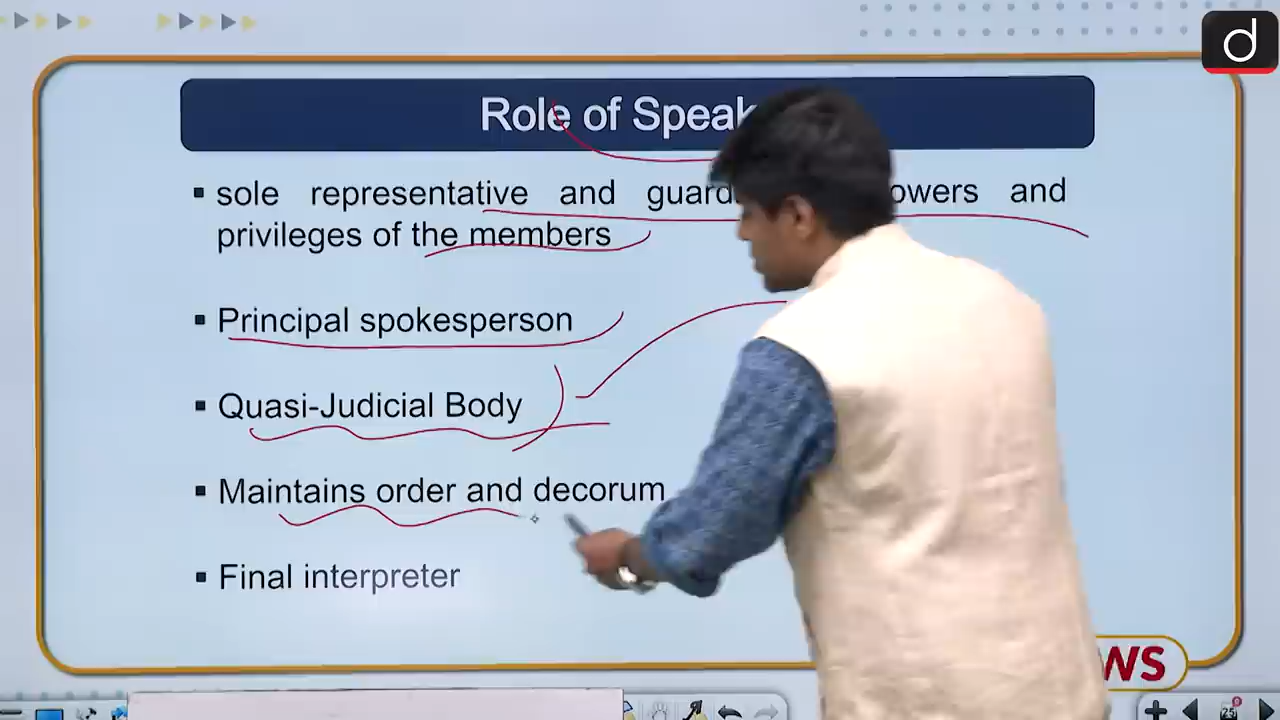 d
Role of Speak
sole representative and guard owers and
privileges of the members
Principal spokesperson
Quasi-Judicial Body
Maintains order and decorum
Final interpreter
WS
25